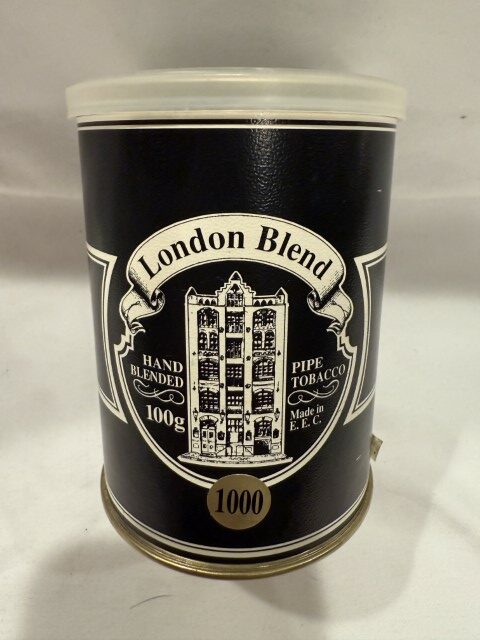 London Blend
HAND
BLENDED
100g
PIPE
TOBACCO
Made in
E. E. C.
1000